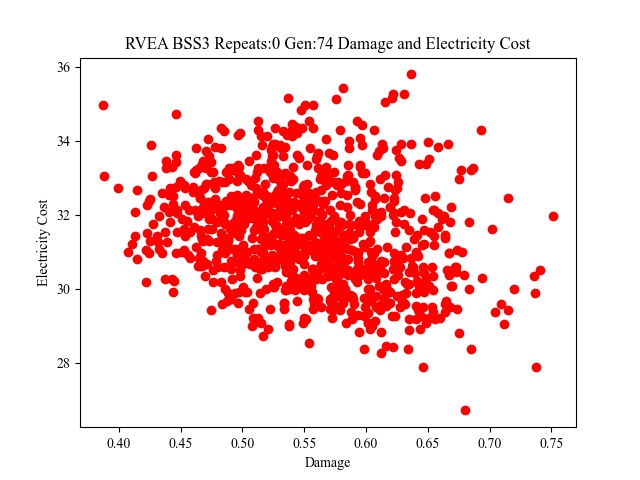 RVEA BSS3 Repeats:0 Gen:74 Damage and Electricity Cost
36
34
32
30
28
Electricity Cost
0.40 0.45 0.50 0.55 0.60 0.65 0.70 0.75
Damage